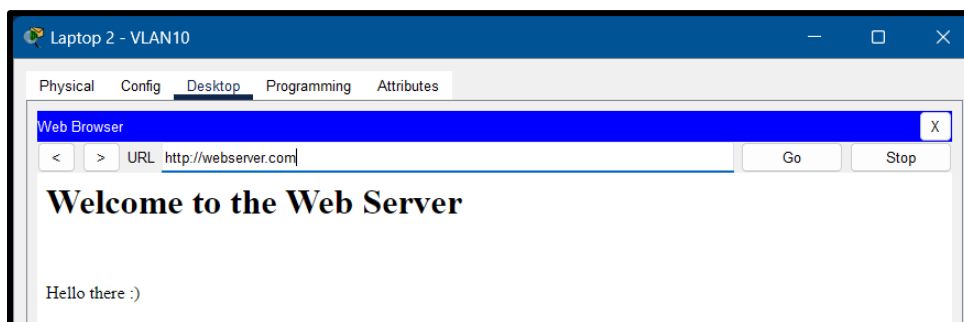 Laptop 2 - VLAN10
Physical Config Desktop Programming Attributes
Web Browser X
< > URL http://webserver.com Go Stop
Welcome to the Web Server
Hello there :)